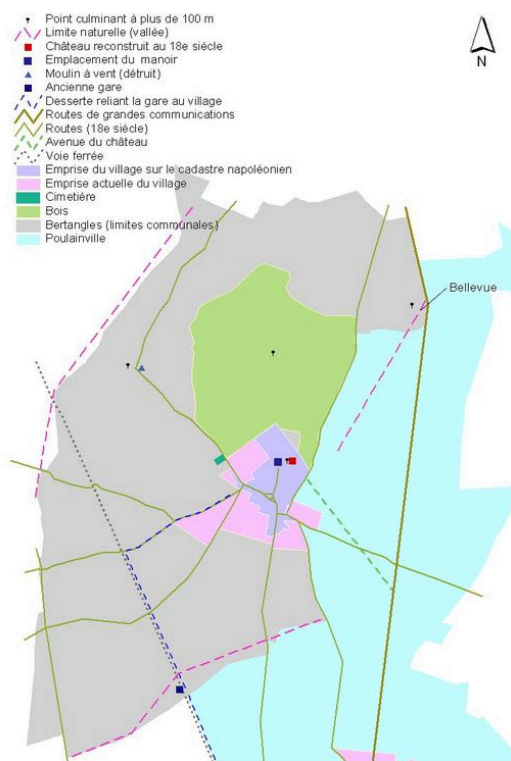 Point culminant à plus de 100 m
Limite naturelle (vallée)
Château reconstruit au 18e siécle
Emplacement du manoir
Moulin à vent (détruit)
Ancienne gare
Desserte reliant la gare au village
Routes de grandes communications
Routes (18e siècle)
Avenue du château
Voie ferrée
Emprise du village sur le cadastre napoléonien
Emprise actuelle du village
Cimetière
Bois
Bertangles (limites communales)
Poulainville
N
Bellevue